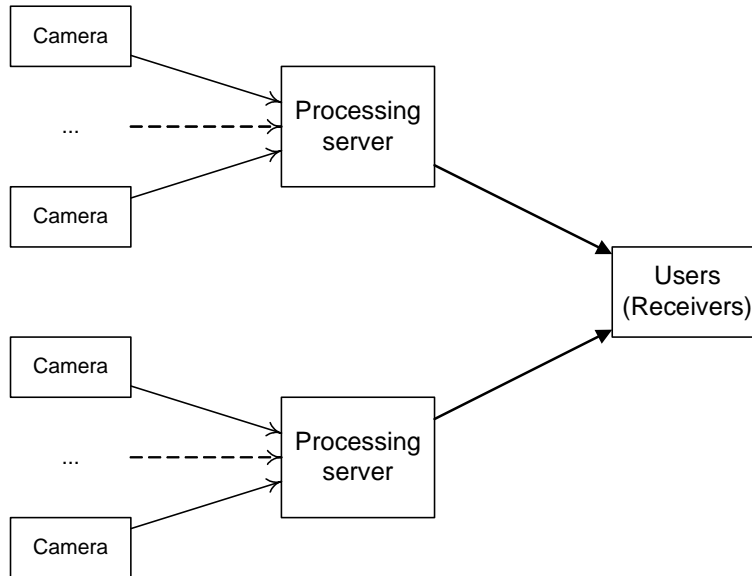 Camera
...
Camera
Processing
server
Users
(Receivers)
Camera
...
Camera
Processing
server